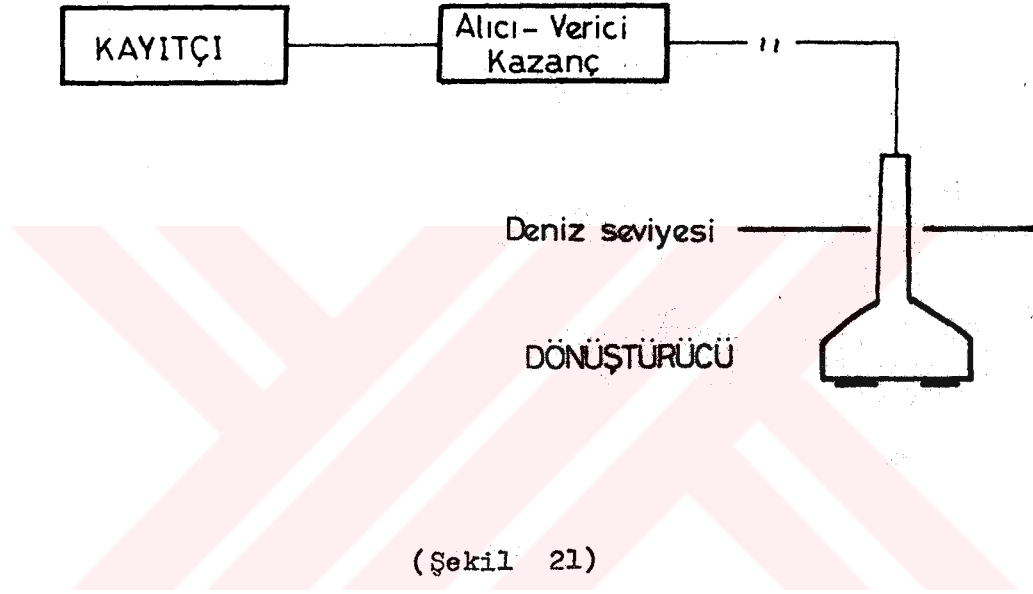 KAYITÇI
Alıcı - Verici
Kazanç
Deniz seviyesi
DÖNÜŞTÜRÜCÜ
(Şekil 21)